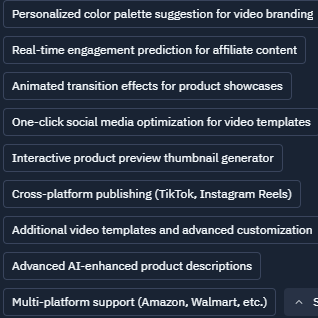 Personalized color palette suggestion for video branding
Real-time engagement prediction for affiliate content
Animated transition effects for product showcases
One-click social media optimization for video templates
Interactive product preview thumbnail generator
Cross-platform publishing (TikTok, Instagram Reels)
Additional video templates and advanced customization
Advanced AI-enhanced product descriptions
Multi-platform support (Amazon, Walmart, etc.)